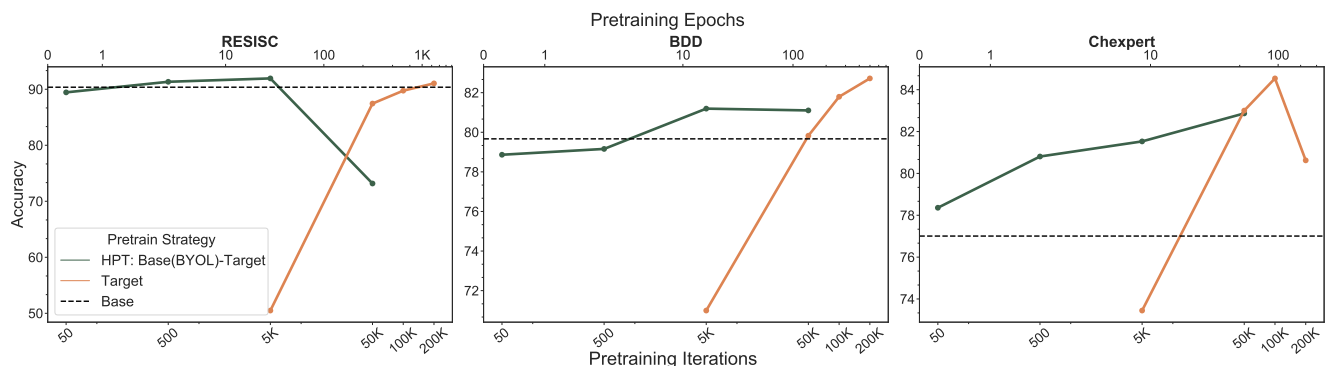 Pretraining Epochs
RESISC
BDD
Chexpert
0 1 10 100 1K
0 1 10 100
0 1 10 100
Accuracy
90
80
70
60
50
82
80
78
76
74
72
84
82
80
78
76
74
Pretrain Strategy
HPT: Base(BYOL)-Target
Target
Base
50 500 5K 50K 100K 200K
50 500 5K 50K 100K 200K
50 500 5K 50K 100K 200K
Pretraining Iterations